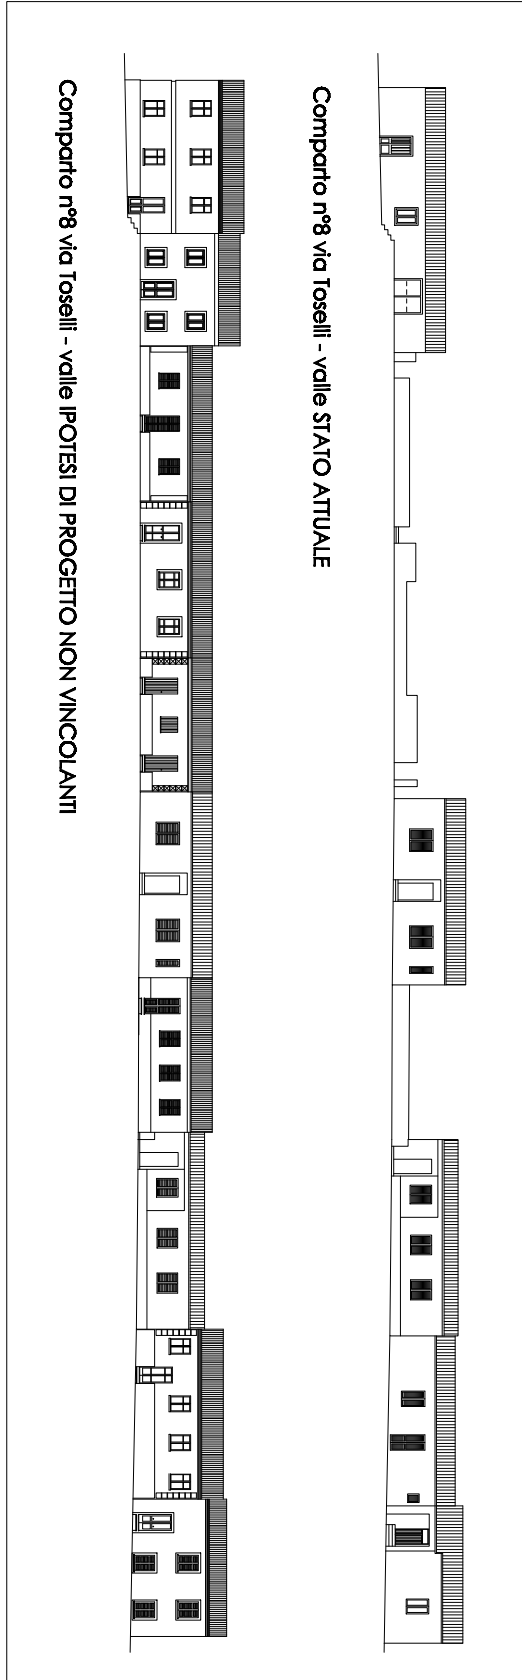 Comparto n°8 via Toselli - valle STATO ATTUALE
Comparto n°8 via Toselli - valle IPOTESI DI PROGETTO NON VINCOLANTI